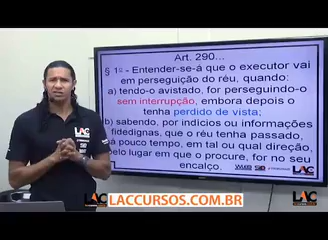 Art. 290...
§ 1º - Entender-se-á que o executor vai
em perseguição do réu, quando:
a) tendo-o avistado, for perseguindo-o
sem interrupção, embora depois o
tenha perdido de vista;
b) sabendo, por indícios ou informações
fidedignas, que o réu tenha passado,
há pouco tempo, em tal ou qual direção,
pelo lugar em que o procure, for no seu
encalço.
LAC
LAC
LACCURSOS.COM.BR
LAC